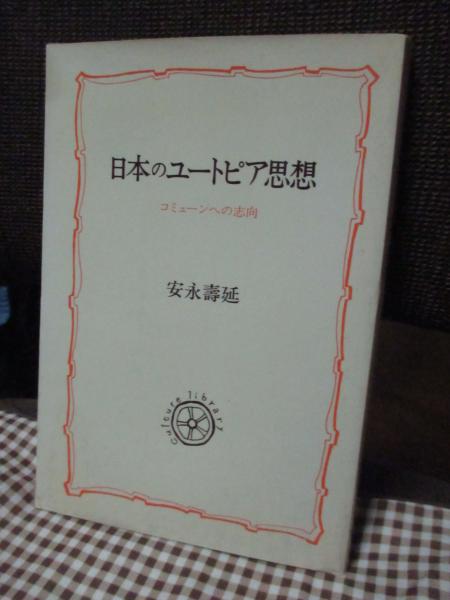 日本のユートピア思想
コミューンへの志向
安永壽延
culture library